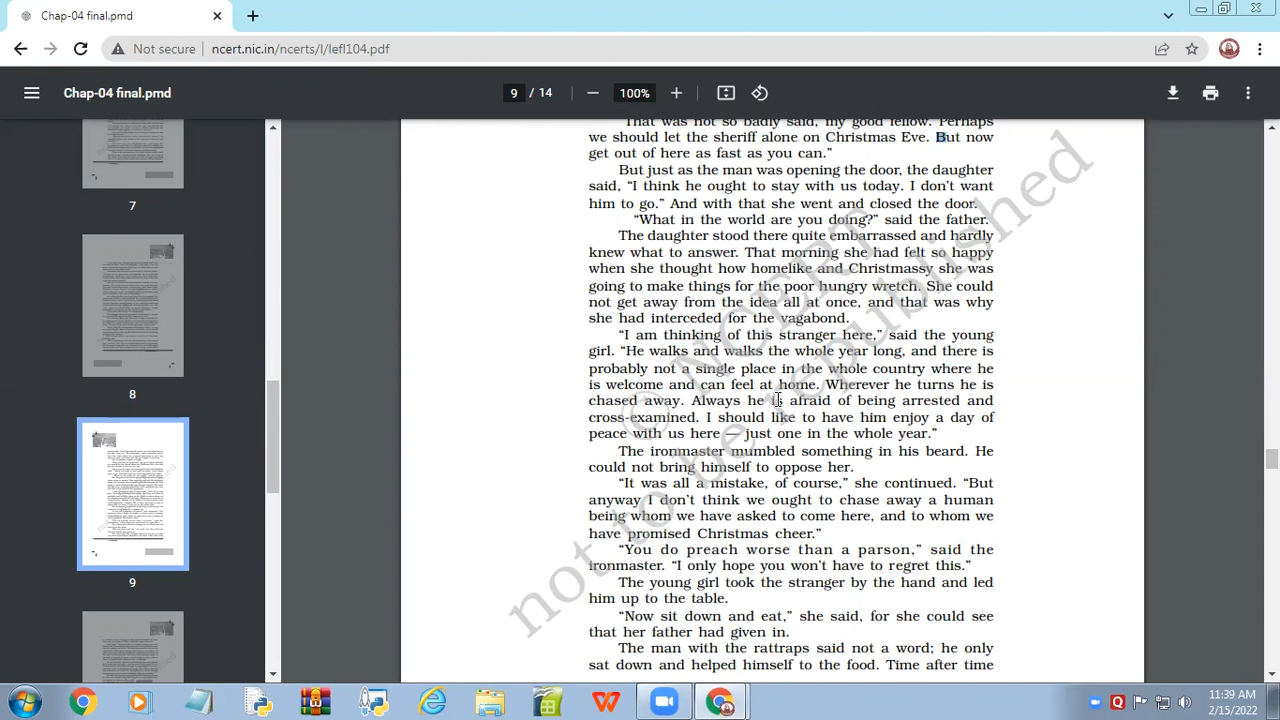 Chap-04 final.pmd
Not secure | ncert.nic.in/ncerts/l/lefl104.pdf
Chap-04 final.pmd
9 / 14
100%
7
8
9
"That was not so badly said, my good fellow. Perhaps
we should let the sheriff alone on Christmas Eve. But now
get out of here as fast as you can.”
But just as the man was opening the door, the daughter
said, “I think he ought to stay with us today. I don’t want
him to go.” And with that she went and closed the door.
“What in the world are you doing?” said the father.
The daughter stood there quite embarrassed and hardly
knew what to answer. That morning she had felt so happy
when she thought how homelike and Christmassy she was
going to make things for the poor hungry wretch. She could
not get away from the idea all at once, and that was why
she had interceded for the vagabond.
“I am thinking of this stranger here,” said the young
girl. “He walks and walks the whole year long, and there is
probably not a single place in the whole country where he
is welcome and can feel at home. Wherever he turns he is
chased away. Always he is afraid of being arrested and
cross-examined. I should like to have him enjoy a day of
peace with us here — just one in the whole year.”
The ironmaster mumbled something in his beard. He
could not bring himself to oppose her.
“It was all a mistake, of course,” she continued. “But
anyway I don’t think we ought to chase away a human
being whom we have asked to come here, and to whom we
have promised Christmas cheer.”
“You do preach worse than a parson,” said the
ironmaster. “I only hope you won’t have to regret this.”
The young girl took the stranger by the hand and led
him up to the table.
“Now sit down and eat,” she said, for she could see
that her father had given in.
The man with the rattraps said not a word; he only
sat down and helped himself to the food. Time after time
© NCERT
not to be republished
11:39 AM
2/15/2022